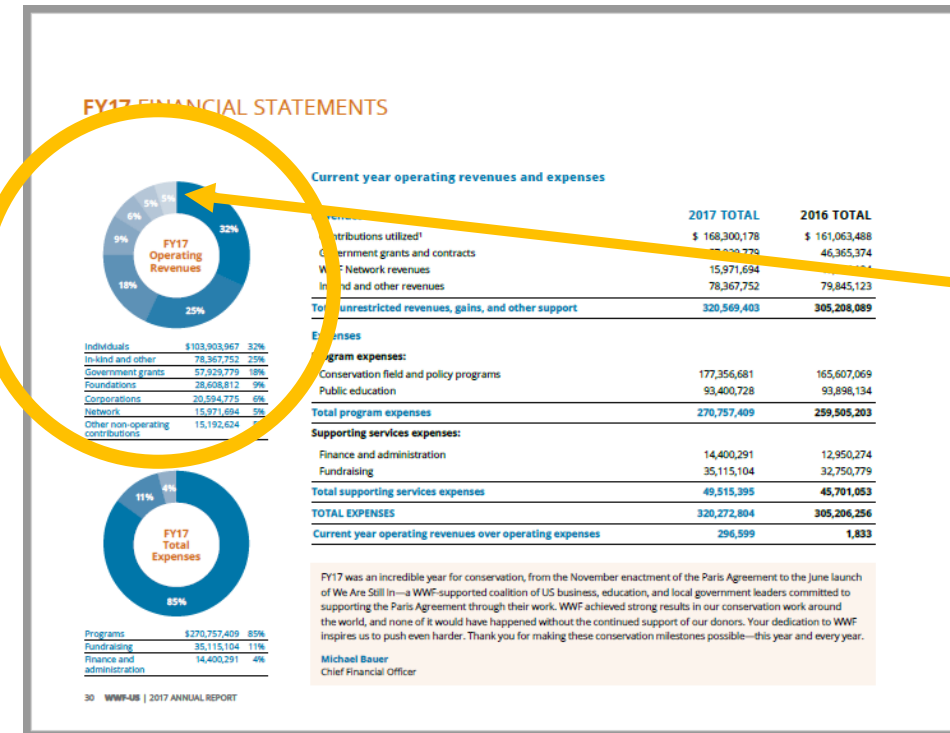 FY17 FINANCIAL STATEMENTS
5%
5%
6%
9%
18%
25%
32%
FY17
Operating
Revenues
Individuals $103,903,967 32%
In-kind and other 78,367,752 25%
Government grants 57,929,779 18%
Foundations 28,608,812 9%
Corporations 20,594,775 6%
Network 15,971,694 5%
Other non-operating 15,192,624
contributions
11%
4%
85%
FY17
Total
Expenses
Programs $270,757,409 85%
Fundraising 35,115,104 11%
Finance and 14,400,291 4%
administration
30 WWF-US | 2017 ANNUAL REPORT
Current year operating revenues and expenses
2017 TOTAL 2016 TOTAL
utilized¹ $ 168,300,178 $ 161,063,488
grants and contracts 46,365,374
Network revenues 15,971,694
and other revenues 78,367,752 79,845,123
unrestricted revenues, gains, and other support 320,569,403 305,208,089
Expenses
Program expenses:
Conservation field and policy programs 177,356,681 165,607,069
Public education 93,400,728 93,898,134
Total program expenses 270,757,409 259,505,203
Supporting services expenses:
Finance and administration 14,400,291 12,950,274
Fundraising 35,115,104 32,750,779
Total supporting services expenses 49,515,395 45,701,053
TOTAL EXPENSES 320,272,804 305,206,256
Current year operating revenues over operating expenses 296,599 1,833
FY17 was an incredible year for conservation, from the November enactment of the Paris Agreement to the June launch
of We Are Still In—a WWF-supported coalition of US business, education, and local government leaders committed to
supporting the Paris Agreement through their work. WWF achieved strong results in our conservation work around
the world, and none of it would have happened without the continued support of our donors. Your dedication to WWF
inspires us to push even harder. Thank you for making these conservation milestones possible—this year and every year.
Michael Bauer
Chief Financial Officer